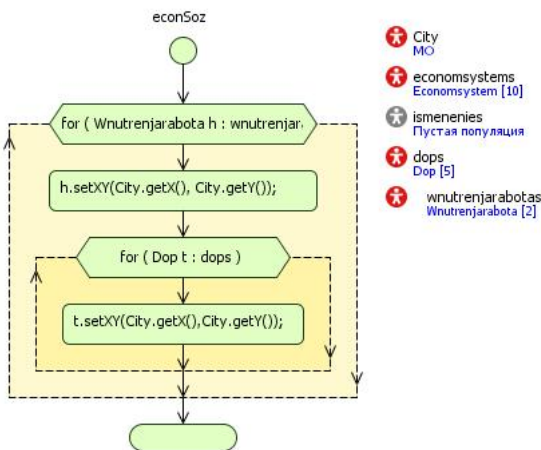 econSoz
for ( Wnutrenjarabota h : wnutrenjar
h.setXY(City.getX(), City.getY());
for ( Dop t : dops )
t.setXY(City.getX(),City.getY());
City
MO
economsystems
Economsystem [10]
ismenenies
Пустая популяция
dops
Dop [5]
wnutrenjarabotas
Wnutrenjarabota [2]